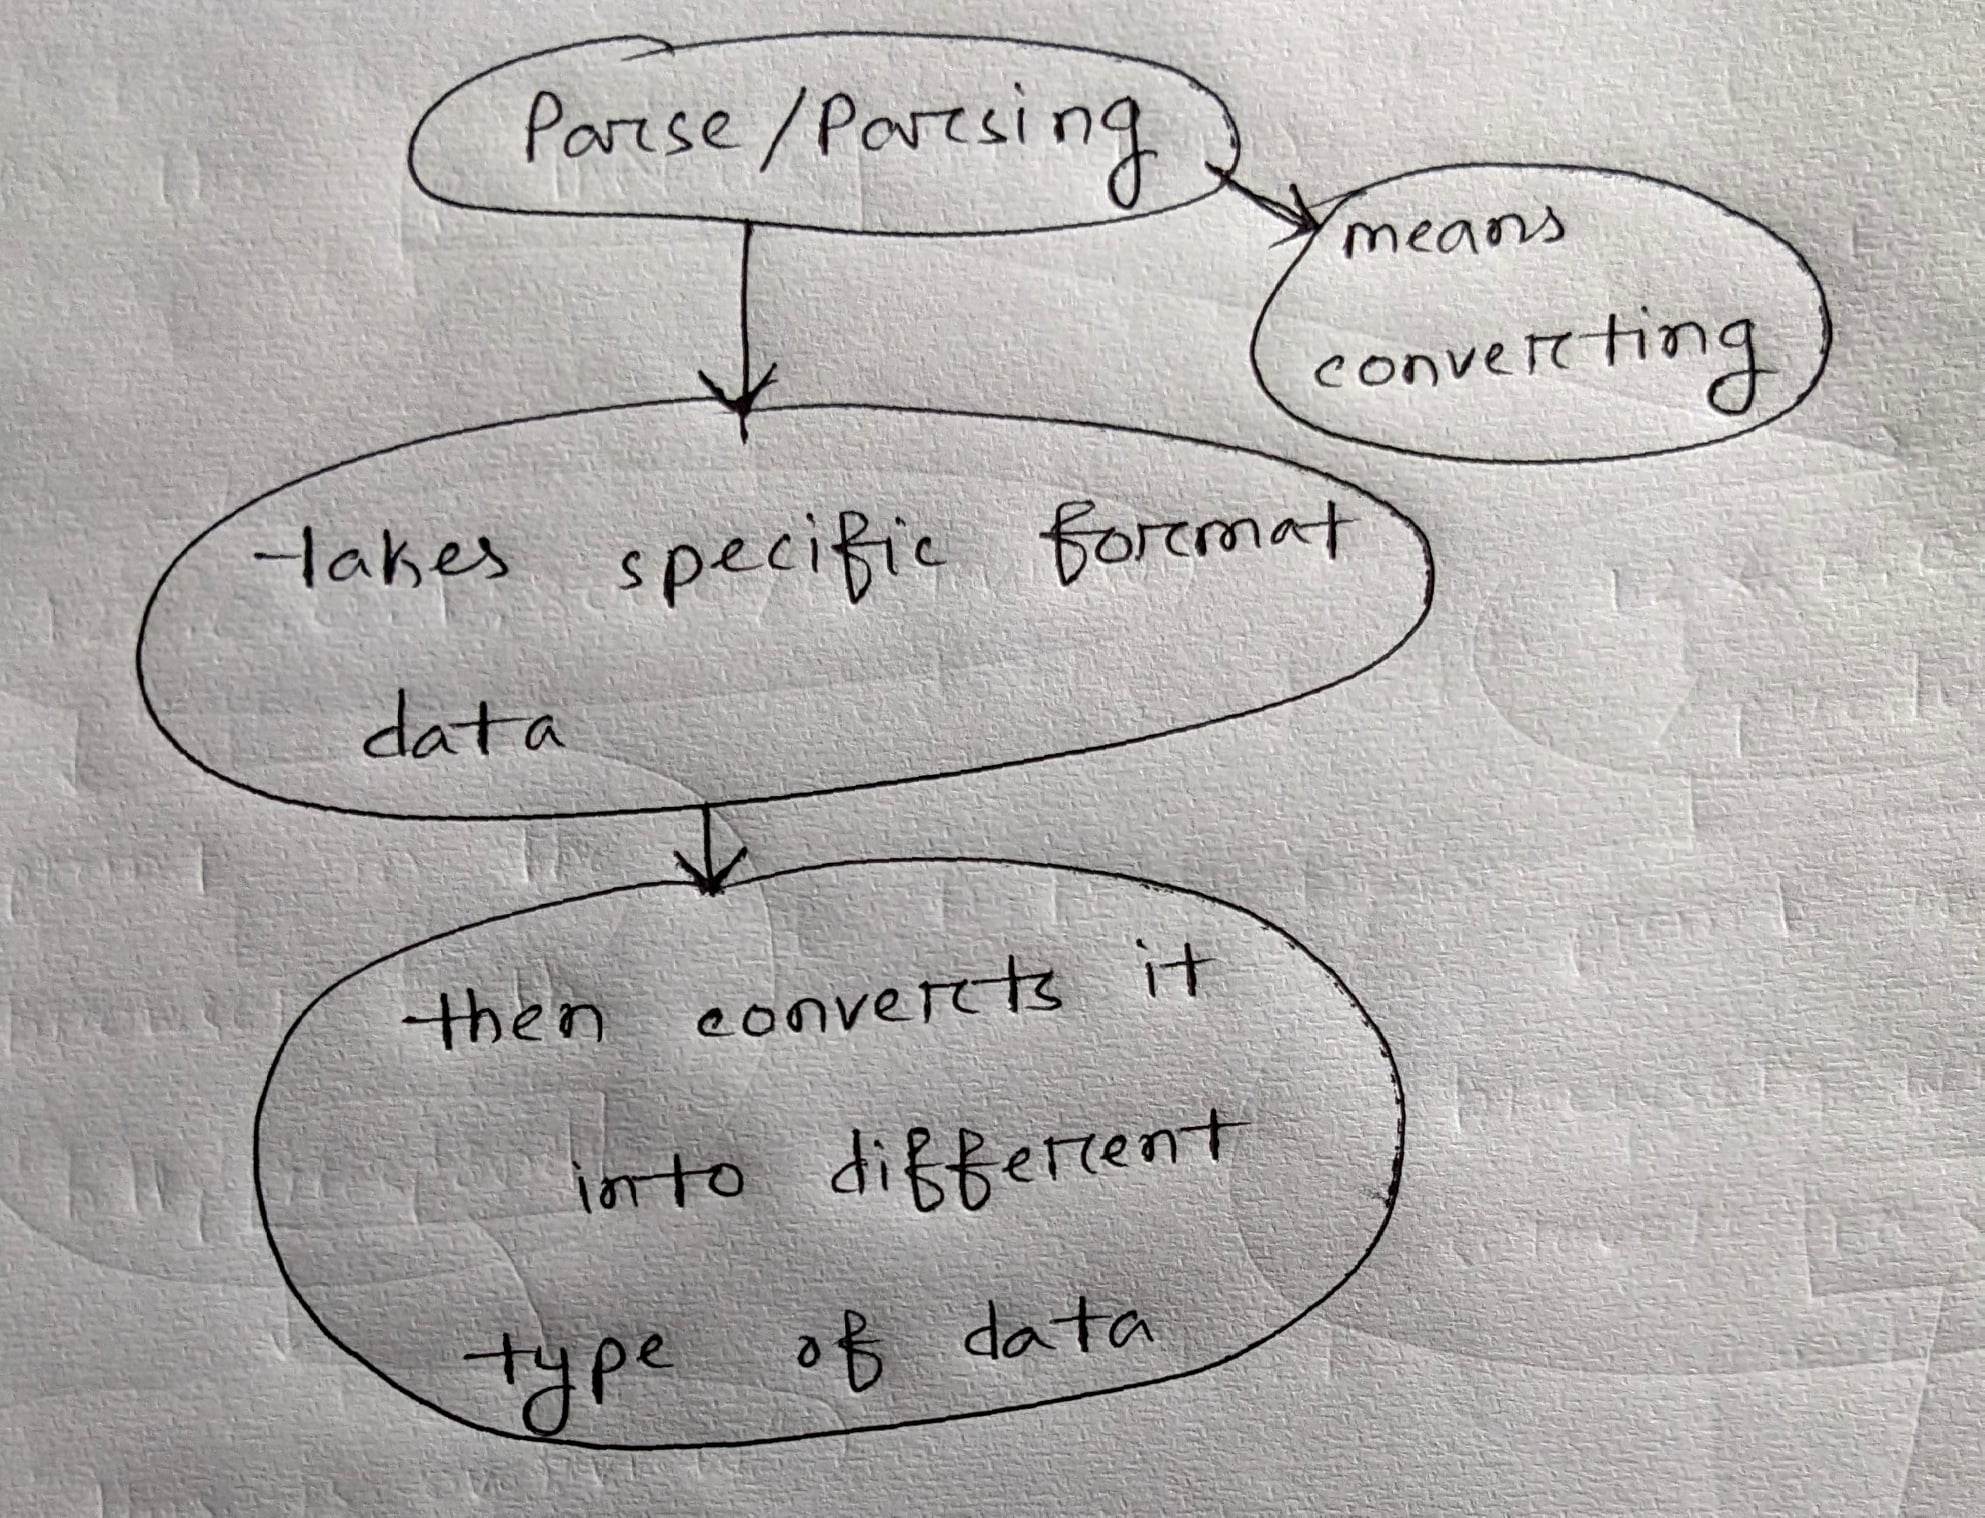 Parse/Parsing
means
converting
takes specific format
data
then converts it
into different
type of data